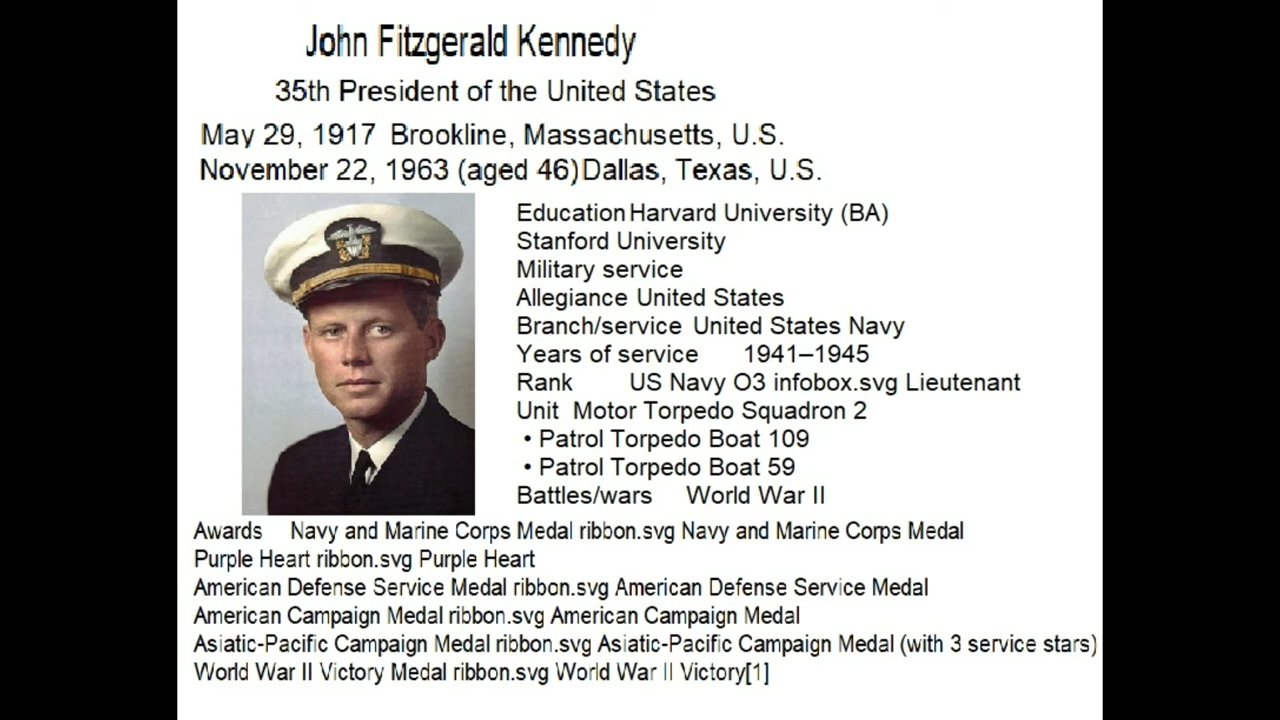 John Fitzgerald Kennedy
35th President of the United States
May 29, 1917 Brookline, Massachusetts, U.S.
November 22, 1963 (aged 46)Dallas, Texas, U.S.
Education Harvard University (BA)
Stanford University
Military service
Allegiance United States
Branch/service United States Navy
Years of service 1941–1945
Rank US Navy O3 infobox.svg Lieutenant
Unit Motor Torpedo Squadron 2
• Patrol Torpedo Boat 109
• Patrol Torpedo Boat 59
Battles/wars World War II
Awards Navy and Marine Corps Medal ribbon.svg Navy and Marine Corps Medal
Purple Heart ribbon.svg Purple Heart
American Defense Service Medal ribbon.svg American Defense Service Medal
American Campaign Medal ribbon.svg American Campaign Medal
Asiatic-Pacific Campaign Medal ribbon.svg Asiatic-Pacific Campaign Medal (with 3 service stars)
World War II Victory Medal ribbon.svg World War II Victory[1]